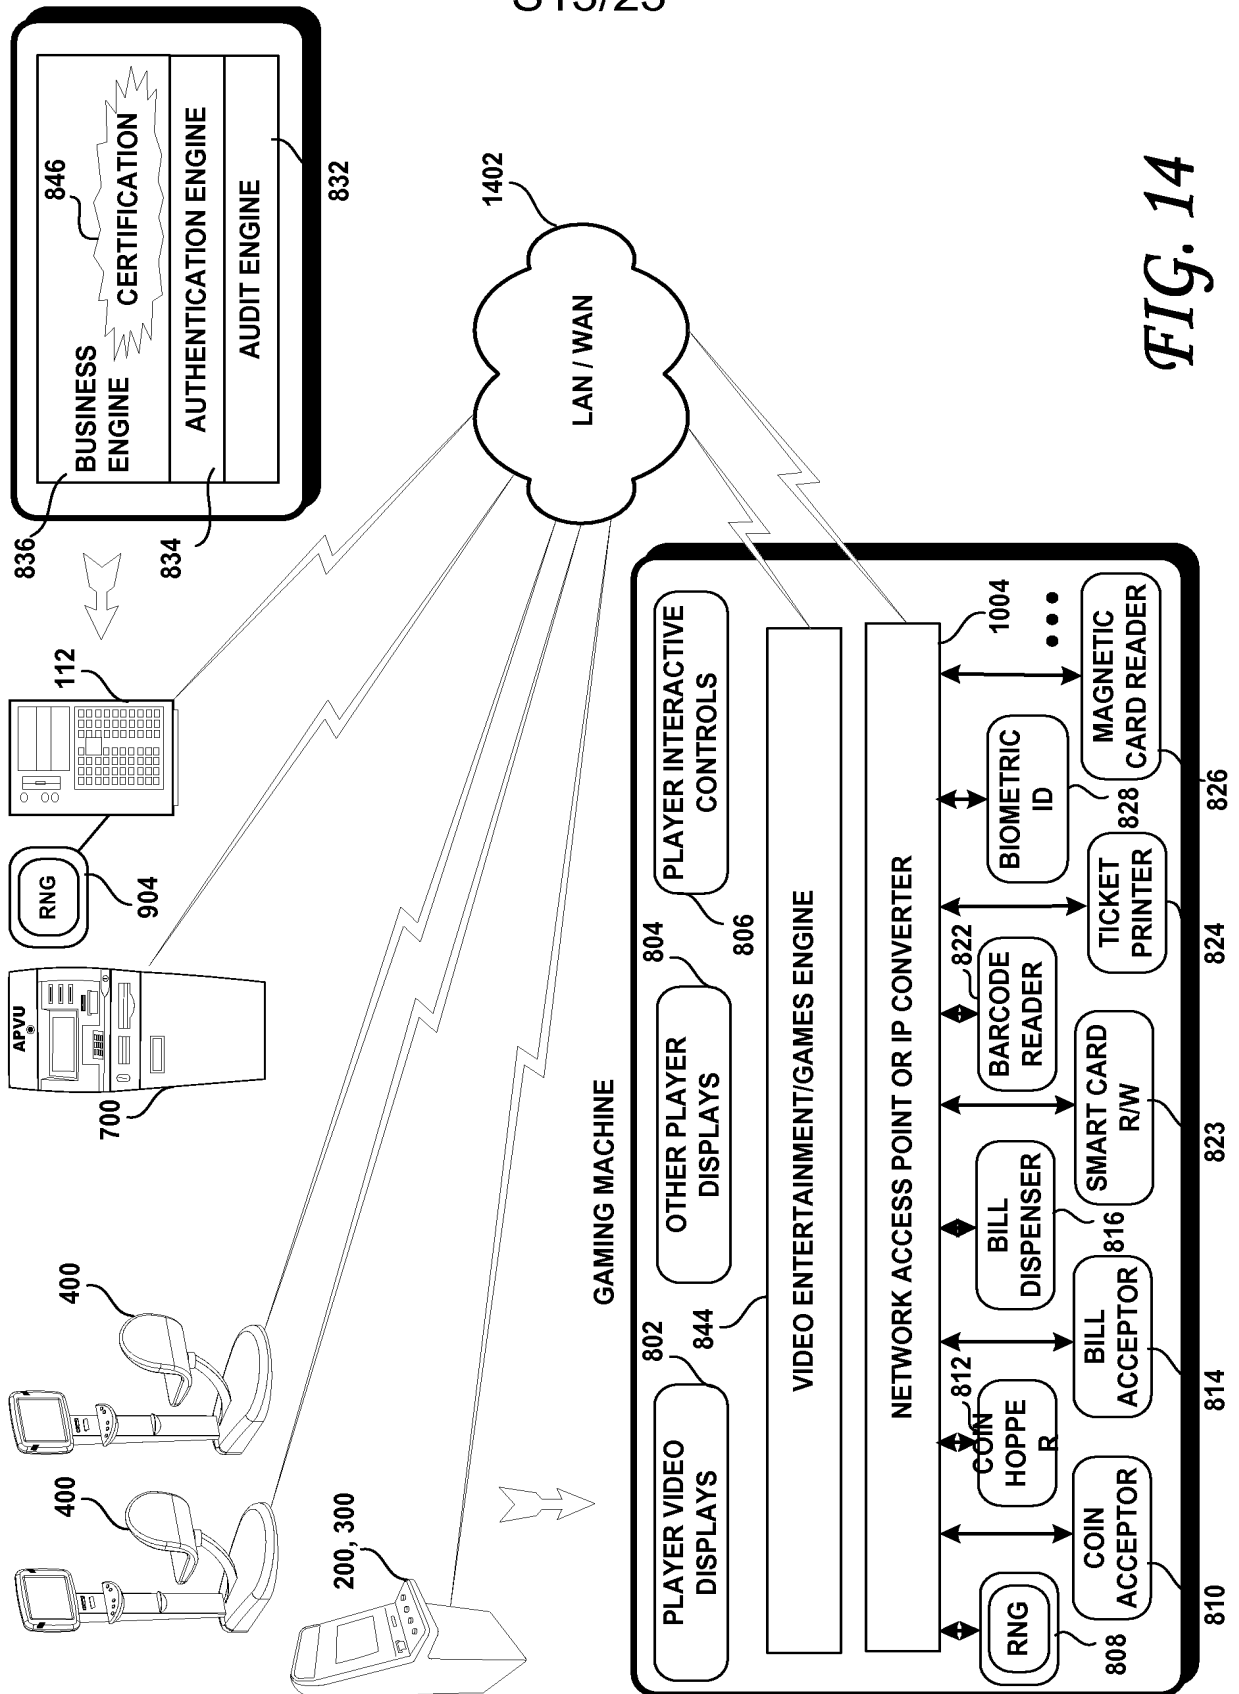 S15/23
846
BUSINESS
ENGINE
CERTIFICATION
AUTHENTICATION ENGINE
AUDIT ENGINE
836
834
832
112
RNG
904
APVU
700
400
400
200, 300
1402
LAN / WAN
GAMING MACHINE
PLAYER VIDEO
DISPLAYS
802
OTHER PLAYER
DISPLAYS
804
PLAYER INTERACTIVE
CONTROLS
806
844
VIDEO ENTERTAINMENT/GAMES ENGINE
NETWORK ACCESS POINT OR IP CONVERTER
1004
RNG
808
COIN
ACCEPTOR
810
COIN
HOPPE
R
812
BILL
ACCEPTOR
814
BILL
DISPENSER
816
SMART CARD
R/W
823
BARCODE
READER
822
TICKET
PRINTER
824
BIOMETRIC
ID
828
MAGNETIC
CARD READER
826
FIG. 14